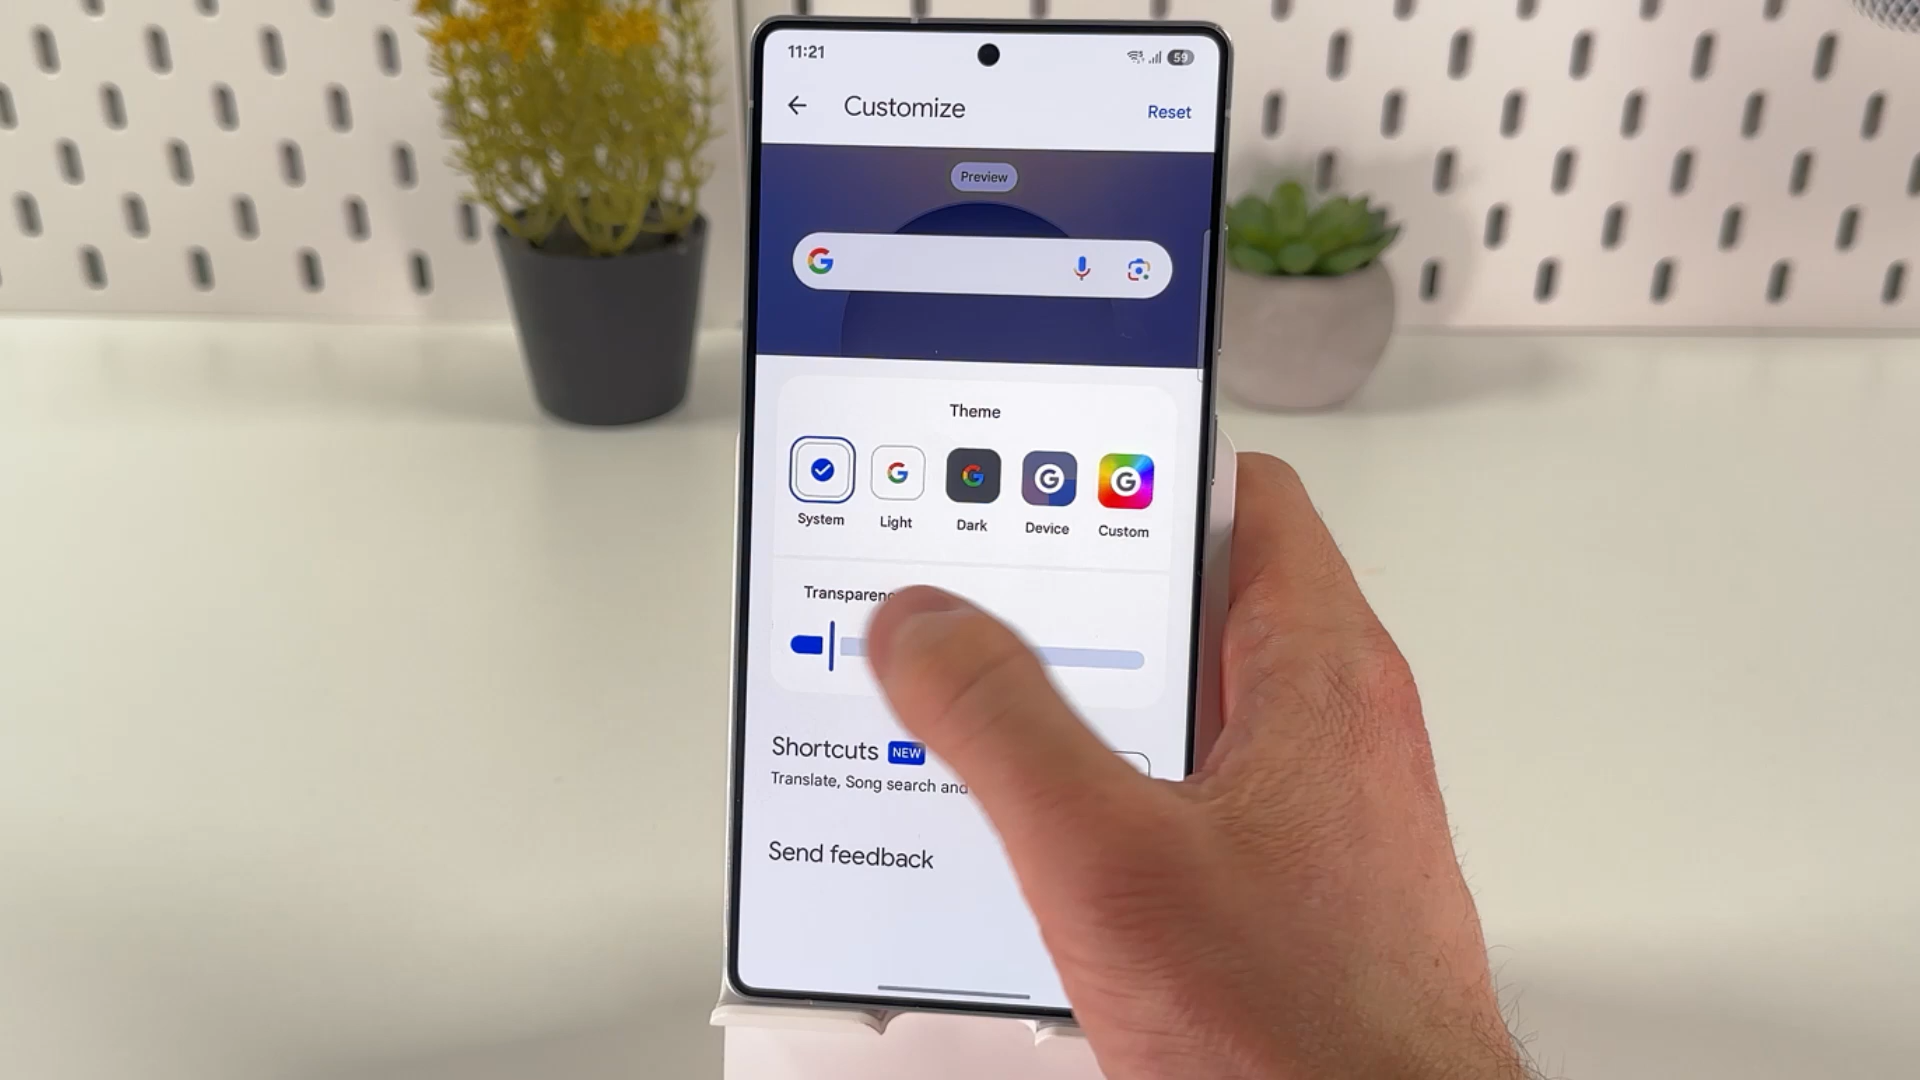 11:21
59
Customize
Reset
Preview
Theme
System
Light
Dark
Device
Custom
Transparenc
Shortcuts NEW
Translate, Song search and
Send feedback